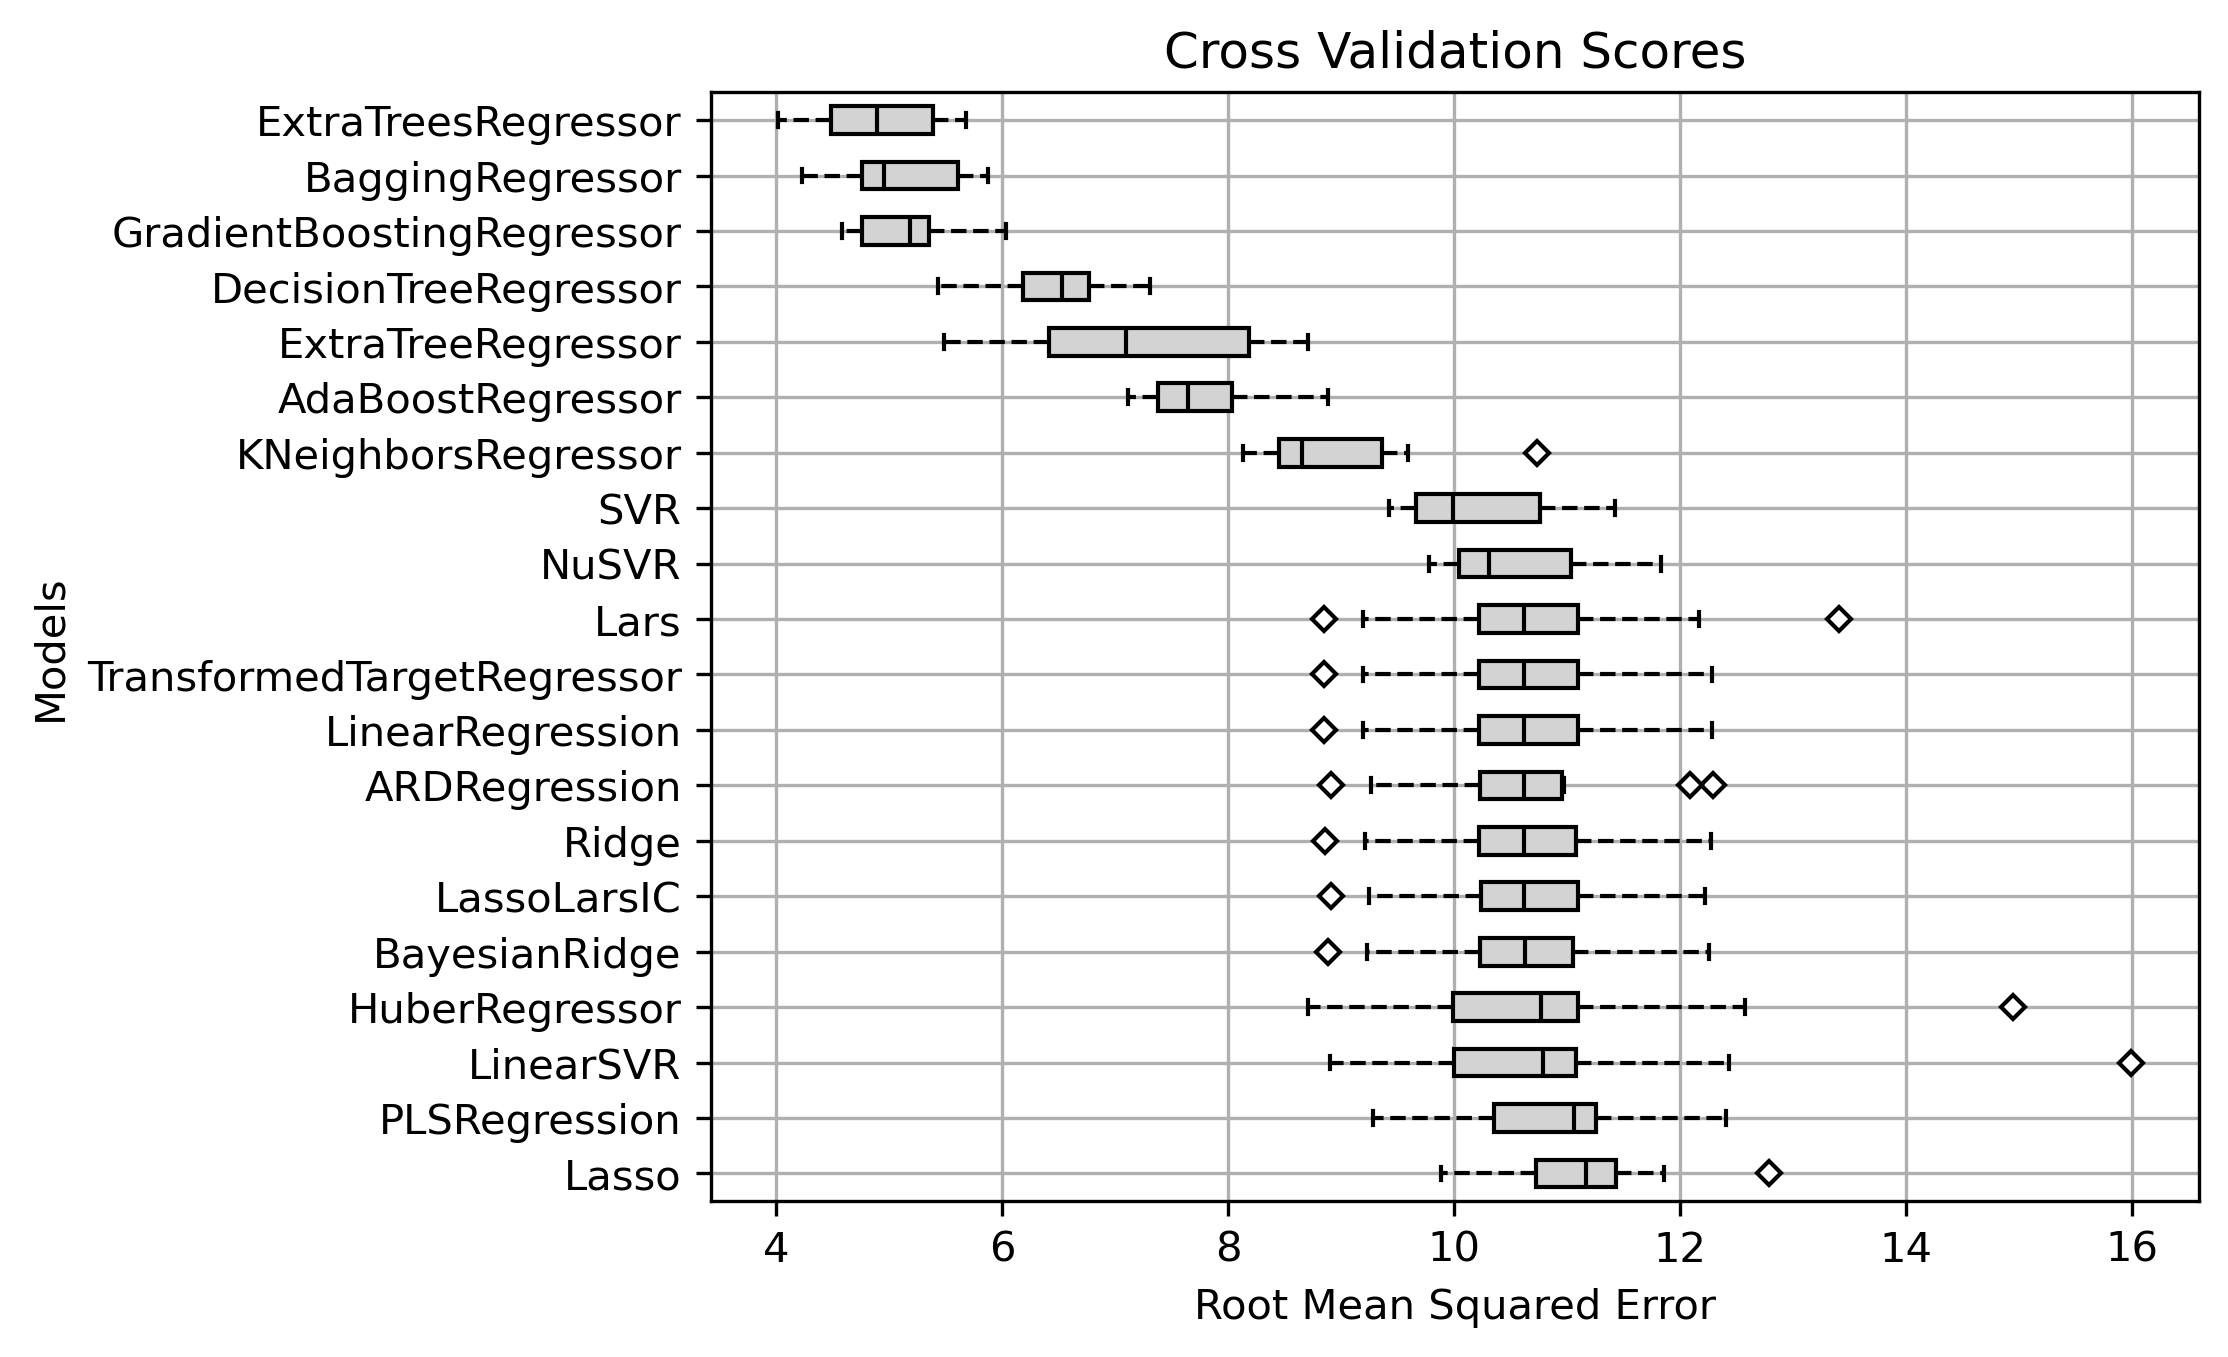 Cross Validation Scores
ExtraTreesRegressor
BaggingRegressor
GradientBoostingRegressor
DecisionTreeRegressor
ExtraTreeRegressor
AdaBoostRegressor
KNeighborsRegressor
SVR
NuSVR
Lars
TransformedTargetRegressor
LinearRegression
ARDRegression
Ridge
LassoLarsIC
BayesianRidge
HuberRegressor
LinearSVR
PLSRegression
Lasso
Models
4 6 8 10 12 14 16
Root Mean Squared Error